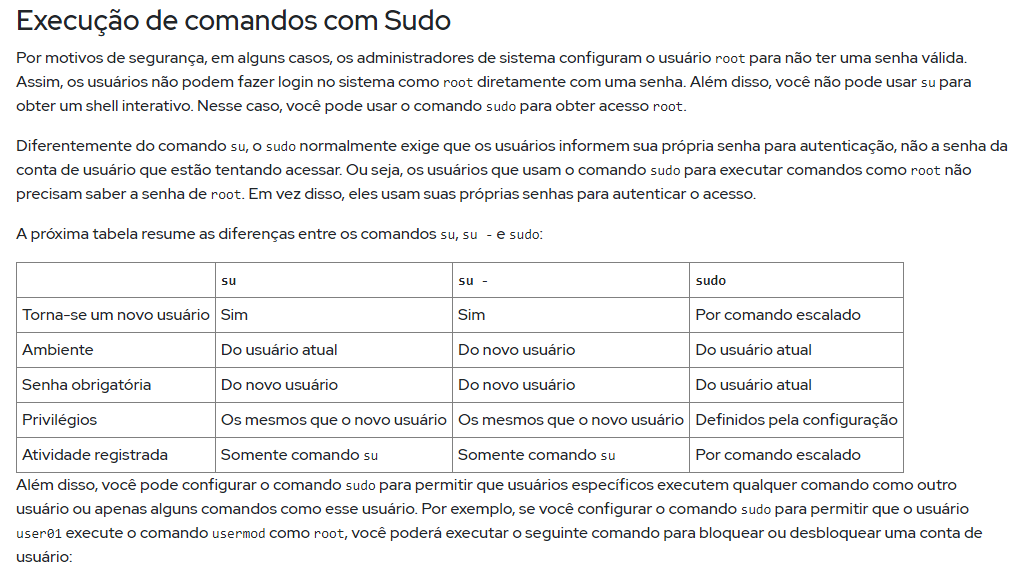 Execução de comandos com Sudo
Por motivos de segurança, em alguns casos, os administradores de sistema configuram o usuário root para não ter uma senha válida.
Assim, os usuários não podem fazer login no sistema como root diretamente com uma senha. Além disso, você não pode usar su para
obter um shell interativo. Nesse caso, você pode usar o comando sudo para obter acesso root.
Diferentemente do comando su, o sudo normalmente exige que os usuários informem sua própria senha para autenticação, não a senha da
conta de usuário que estão tentando acessar. Ou seja, os usuários que usam o comando sudo para executar comandos como root não
precisam saber a senha de root. Em vez disso, eles usam suas próprias senhas para autenticar o acesso.
A próxima tabela resume as diferenças entre os comandos su, su - e sudo:
su su - sudo
Torna-se um novo usuário Sim Sim Por comando escalado
Ambiente Do usuário atual Do novo usuário Do usuário atual
Senha obrigatória Do novo usuário Do novo usuário Do usuário atual
Privilégios Os mesmos que o novo usuário Os mesmos que o novo usuário Definidos pela configuração
Atividade registrada Somente comando su Somente comando su Por comando escalado
Além disso, você pode configurar o comando sudo para permitir que usuários específicos executem qualquer comando como outro
usuário ou apenas alguns comandos como esse usuário. Por exemplo, se você configurar o comando sudo para permitir que o usuário
user01 execute o comando usermod como root, você poderá executar o seguinte comando para bloquear ou desbloquear uma conta de
usuário: